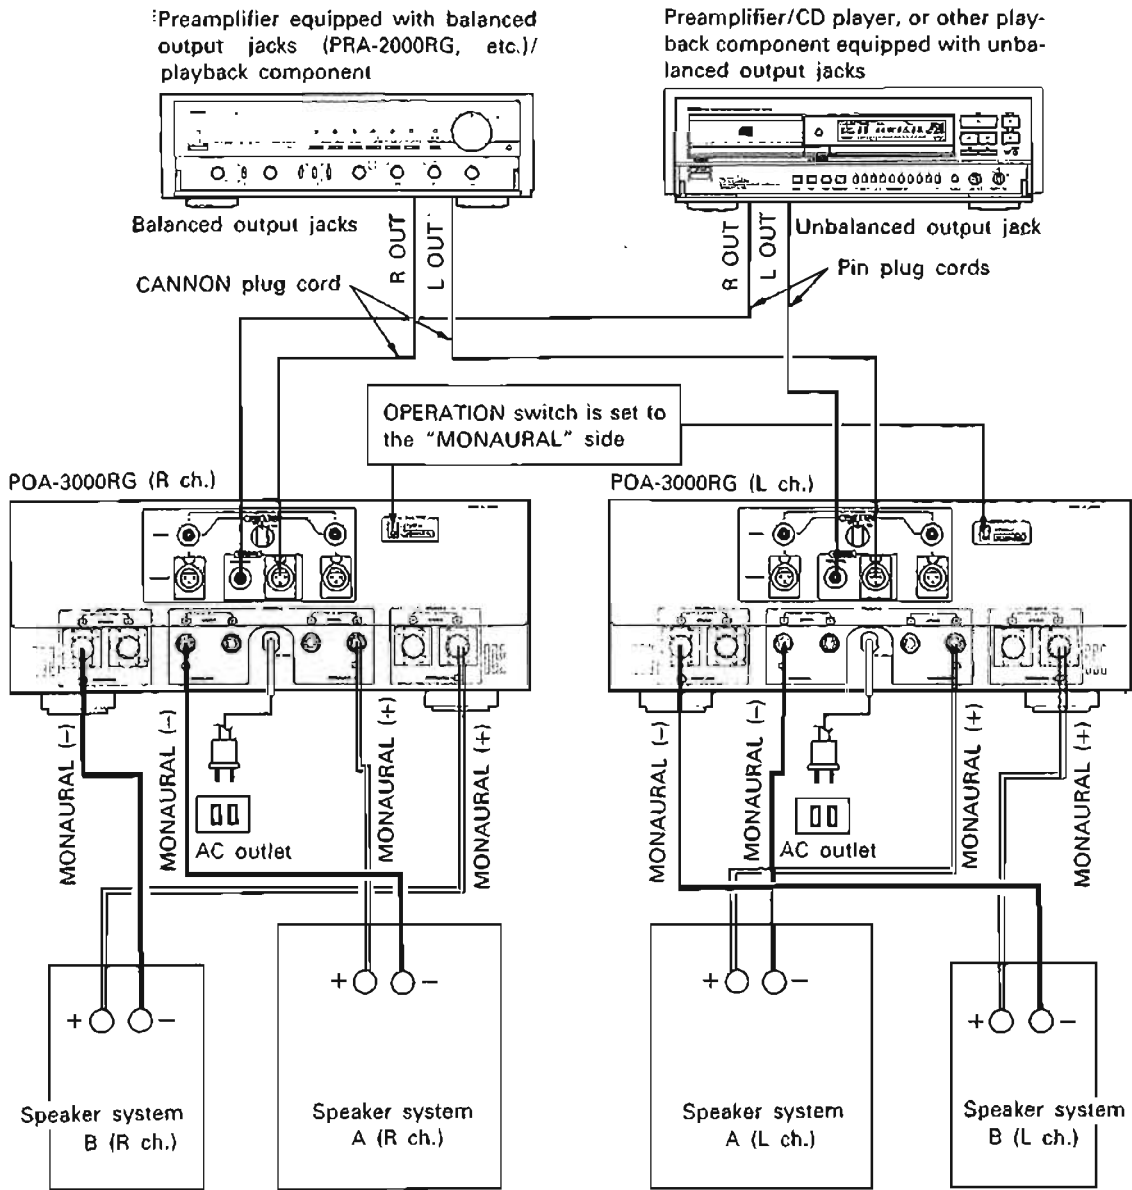 Preamplifier equipped with balanced
output jacks (PRA-2000RG, etc.)/
playback component
Preamplifier/CD player, or other play-
back component equipped with unba-
lanced output jacks
Balanced output jacks
R OUT
L OUT
CANNON plug cord
R OUT
L OUT
Unbalanced output jack
Pin plug cords
OPERATION switch is set to
the "MONAURAL" side
POA-3000RG (R ch.)
POA-3000RG (L ch.)
MONAURAL (−)
MONAURAL (−)
MONAURAL (+)
MONAURAL (+)
AC outlet
MONAURAL (−)
MONAURAL (−)
MONAURAL (+)
MONAURAL (+)
AC outlet
+ −
+ −
+ −
+ −
Speaker system
B (R ch.)
Speaker system
A (R ch.)
Speaker system
A (L ch.)
Speaker system
B (L ch.)